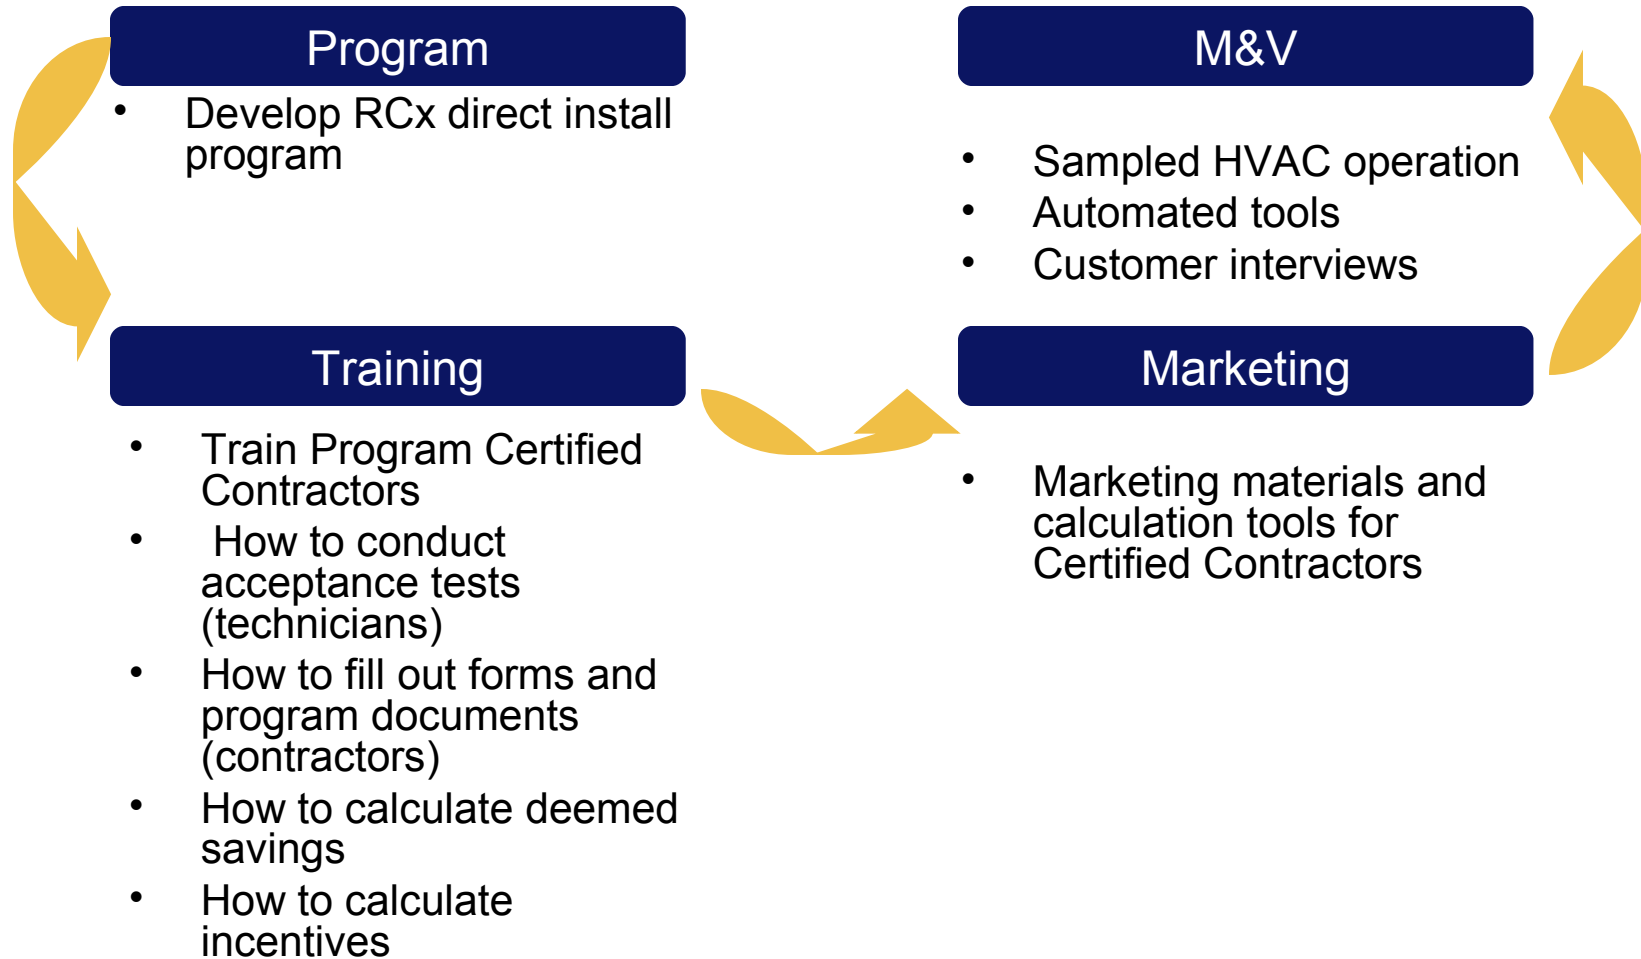 Program
• Develop RCx direct install
program
Training
• Train Program Certified
Contractors
• How to conduct
acceptance tests
(technicians)
• How to fill out forms and
program documents
(contractors)
• How to calculate deemed
savings
• How to calculate
incentives
Marketing
• Marketing materials and
calculation tools for
Certified Contractors
M&V
• Sampled HVAC operation
• Automated tools
• Customer interviews